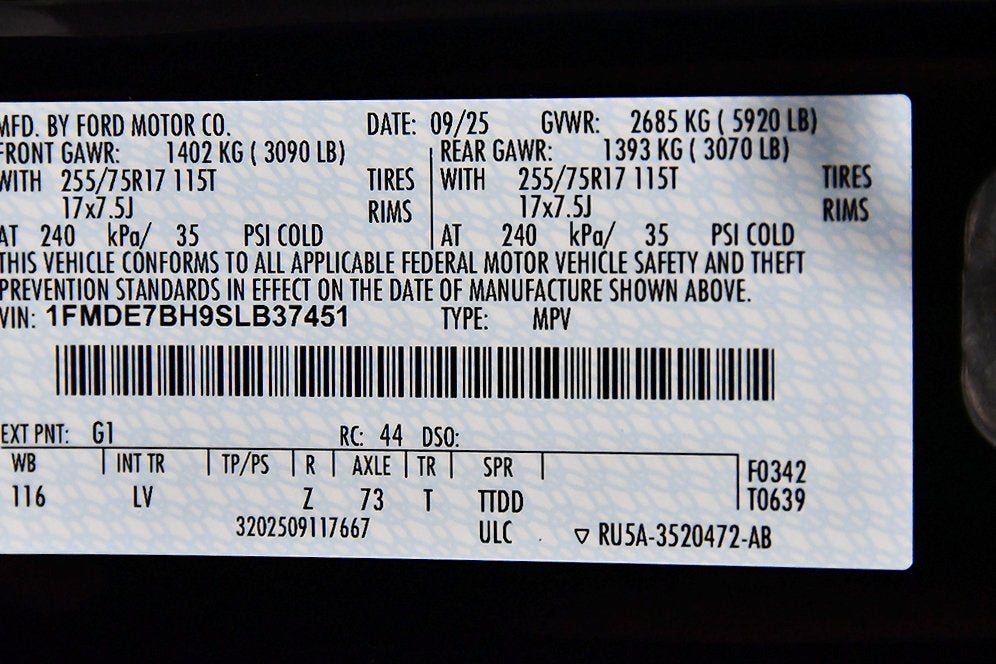 MFD. BY FORD MOTOR CO. DATE: 09/25 GVWR: 2685 KG ( 5920 LB)
FRONT GAWR: 1402 KG ( 3090 LB) REAR GAWR: 1393 KG ( 3070 LB)
WITH 255/75R17 115T TIRES WITH 255/75R17 115T TIRES
17x7.5J RIMS 17x7.5J RIMS
AT 240 kPa/ 35 PSI COLD AT 240 kPa/ 35 PSI COLD
THIS VEHICLE CONFORMS TO ALL APPLICABLE FEDERAL MOTOR VEHICLE SAFETY AND THEFT
PREVENTION STANDARDS IN EFFECT ON THE DATE OF MANUFACTURE SHOWN ABOVE.
VIN: 1FMDE7BH9SLB37451 TYPE: MPV
EXT PNT: G1 RC: 44 DSO:
WB INT TR TP/PS R AXLE TR SPR F0342
116 LV Z 73 T TTDD T0639
3202509117667 ULC ▽ RU5A-3520472-AB